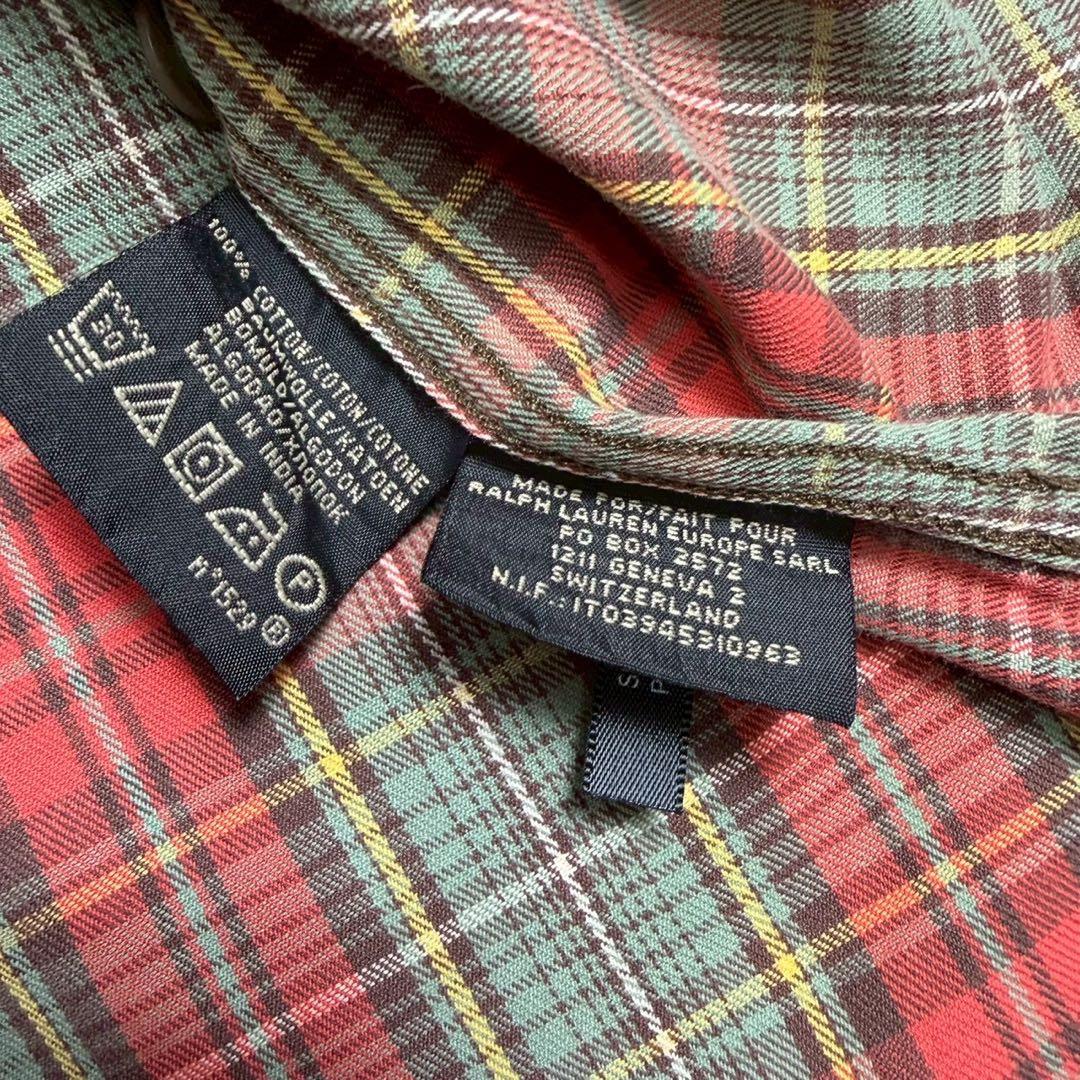 100% COTTON/COTON/COTONE
BAUMWOLLE/KATOEN
BOMULD/ALGODON
ALGODAO/
MADE IN INDIA
P
N°1529 ®
MADE FOR/FAIT POUR
RALPH LAUREN EUROPE SARL
PO BOX 2572
1211 GENEVA 2
SWITZERLAND
N.I.F.:IT03945310963
S
P